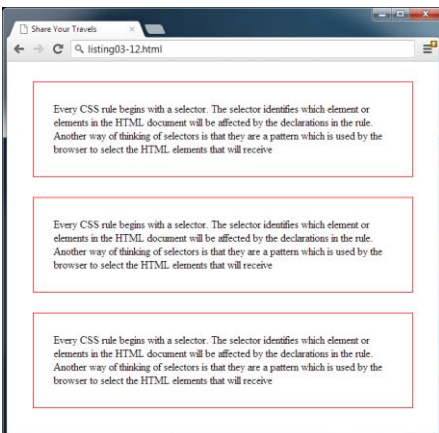 Share Your Travels
listing03-12.html
Every CSS rule begins with a selector. The selector identifies which element or
elements in the HTML document will be affected by the declarations in the rule.
Another way of thinking of selectors is that they are a pattern which is used by the
browser to select the HTML elements that will receive
Every CSS rule begins with a selector. The selector identifies which element or
elements in the HTML document will be affected by the declarations in the rule.
Another way of thinking of selectors is that they are a pattern which is used by the
browser to select the HTML elements that will receive
Every CSS rule begins with a selector. The selector identifies which element or
elements in the HTML document will be affected by the declarations in the rule.
Another way of thinking of selectors is that they are a pattern which is used by the
browser to select the HTML elements that will receive